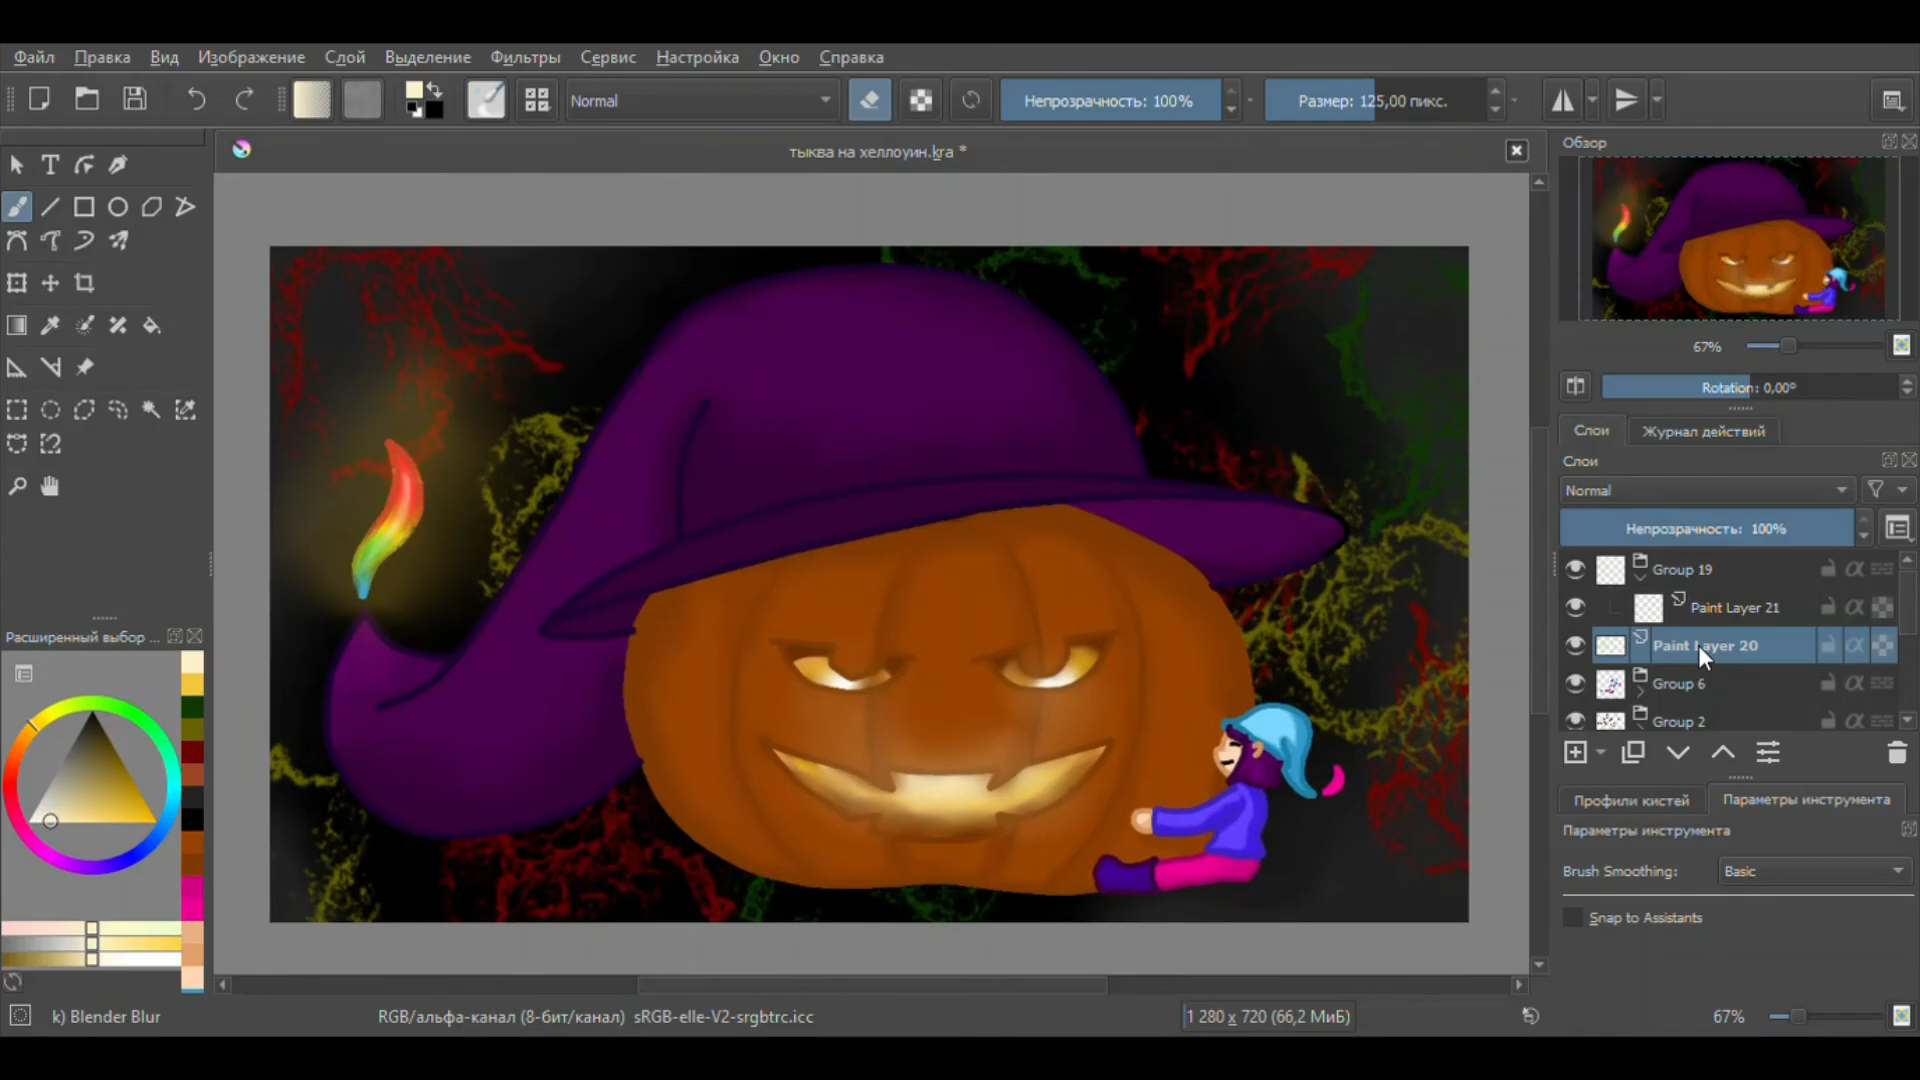 Файл Правка Вид Изображение Слой Выделение Фильтры Сервис Настройка Окно Справка
Normal
Непрозрачность: 100%
Размер: 125,00 пикс.
тыква на хеллоуин.kra *
Обзор
67%
Rotation: 0,00°
Слои
Журнал действий
Слои
Normal
Непрозрачность: 100%
Group 19
Paint Layer 21
Paint Layer 20
Group 6
Group 2
Расширенный выбор ...
Профили кистей
Параметры инструмента
Параметры инструмента
Brush Smoothing: Basic
Snap to Assistants
k) Blender Blur
RGB/альфа-канал (8-бит/канал) sRGB-elle-V2-srgbtrc.icc
1 280 x 720 (66,2 МиБ)
67%